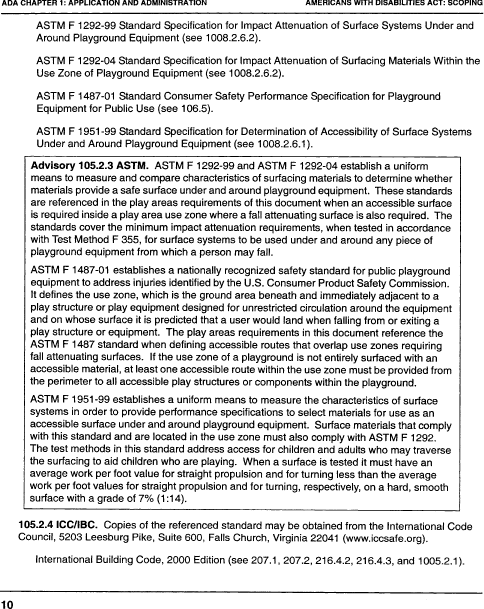 ADA CHAPTER 1: APPLICATION AND ADMINISTRATION AMERICANS WITH DISABILITIES ACT: SCOPING
ASTM F 1292-99 Standard Specification for Impact Attenuation of Surface Systems Under and
Around Playground Equipment (see 1008.2.6.2).
ASTM F 1292-04 Standard Specification for Impact Attenuation of Surfacing Materials Within the
Use Zone of Playground Equipment (see 1008.2.6.2).
ASTM F 1487-01 Standard Consumer Safety Performance Specification for Playground
Equipment for Public Use (see 106.5).
ASTM F 1951-99 Standard Specification for Determination of Accessibility of Surface Systems
Under and Around Playground Equipment (see 1008.2.6.1).
Advisory 105.2.3 ASTM. ASTM F 1292-99 and ASTM F 1292-04 establish a uniform
means to measure and compare characteristics of surfacing materials to determine whether
materials provide a safe surface under and around playground equipment. These standards
are referenced in the play areas requirements of this document when an accessible surface
is required inside a play area use zone where a fall attenuating surface is also required. The
standards cover the minimum impact attenuation requirements, when tested in accordance
with Test Method F 355, for surface systems to be used under and around any piece of
playground equipment from which a person may fall.
ASTM F 1487-01 establishes a nationally recognized safety standard for public playground
equipment to address injuries identified by the U.S. Consumer Product Safety Commission.
It defines the use zone, which is the ground area beneath and immediately adjacent to a
play structure or play equipment designed for unrestricted circulation around the equipment
and on whose surface it is predicted that a user would land when falling from or exiting a
play structure or equipment. The play areas requirements in this document reference the
ASTM F 1487 standard when defining accessible routes that overlap use zones requiring
fall attenuating surfaces. If the use zone of a playground is not entirely surfaced with an
accessible material, at least one accessible route within the use zone must be provided from
the perimeter to all accessible play structures or components within the playground.
ASTM F 1951-99 establishes a uniform means to measure the characteristics of surface
systems in order to provide performance specifications to select materials for use as an
accessible surface under and around playground equipment. Surface materials that comply
with this standard and are located in the use zone must also comply with ASTM F 1292.
The test methods in this standard address access for children and adults who may traverse
the surfacing to aid children who are playing. When a surface is tested it must have an
average work per foot value for straight propulsion and for turning less than the average
work per foot values for straight propulsion and for turning, respectively, on a hard, smooth
surface with a grade of 7% (1:14).
105.2.4 ICC/IBC. Copies of the referenced standard may be obtained from the International Code
Council, 5203 Leesburg Pike, Suite 600, Falls Church, Virginia 22041 (www.iccsafe.org).
International Building Code, 2000 Edition (see 207.1, 207.2, 216.4.2, 216.4.3, and 1005.2.1).
10